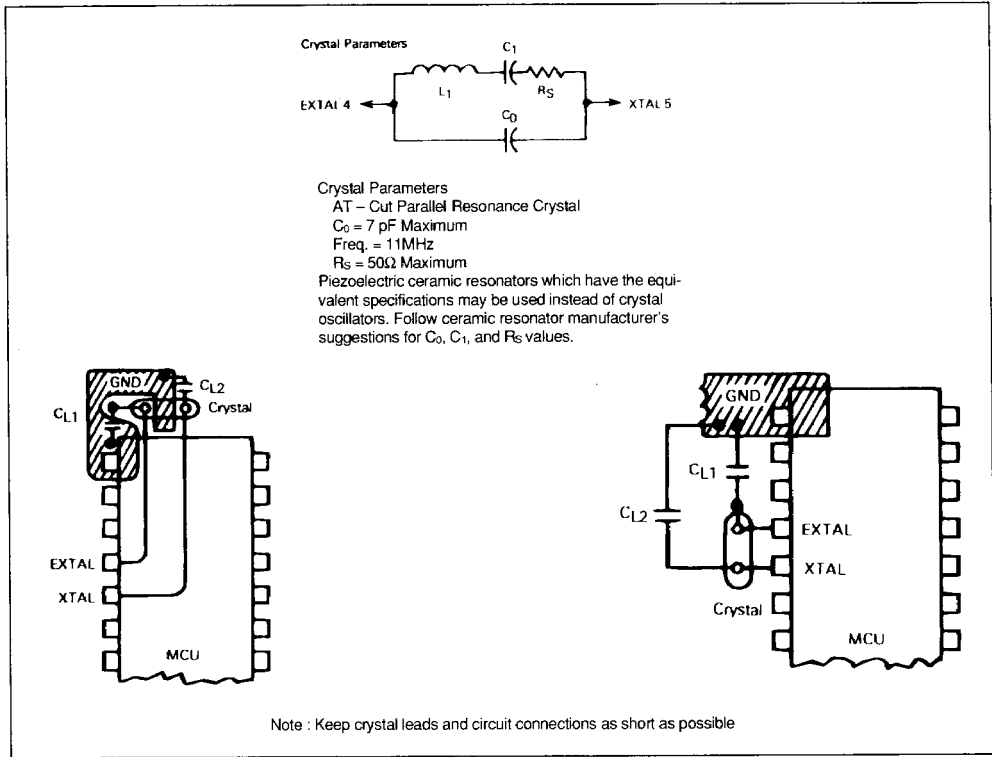 Crystal Parameters
C1
L1
RS
EXTAL 4
XTAL 5
C0
Crystal Parameters
AT – Cut Parallel Resonance Crystal
C0 = 7 pF Maximum
Freq. = 11MHz
RS = 50Ω Maximum
Piezoelectric ceramic resonators which have the equi-
valent specifications may be used instead of crystal
oscillators. Follow ceramic resonator manufacturer's
suggestions for C0, C1, and RS values.
GND
CL2
CL1
Crystal
EXTAL
XTAL
MCU
GND
CL1
CL2
EXTAL
XTAL
Crystal
MCU
Note : Keep crystal leads and circuit connections as short as possible